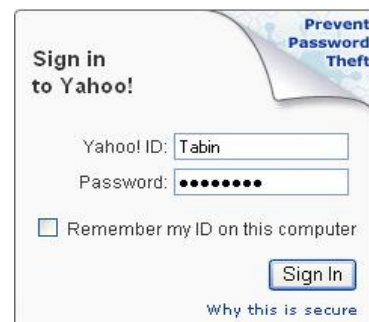 Prevent
Password
Theft
Sign in
to Yahoo!
Yahoo! ID: Tabin
Password: ●●●●●●●●
Remember my ID on this computer
Sign In
Why this is secure